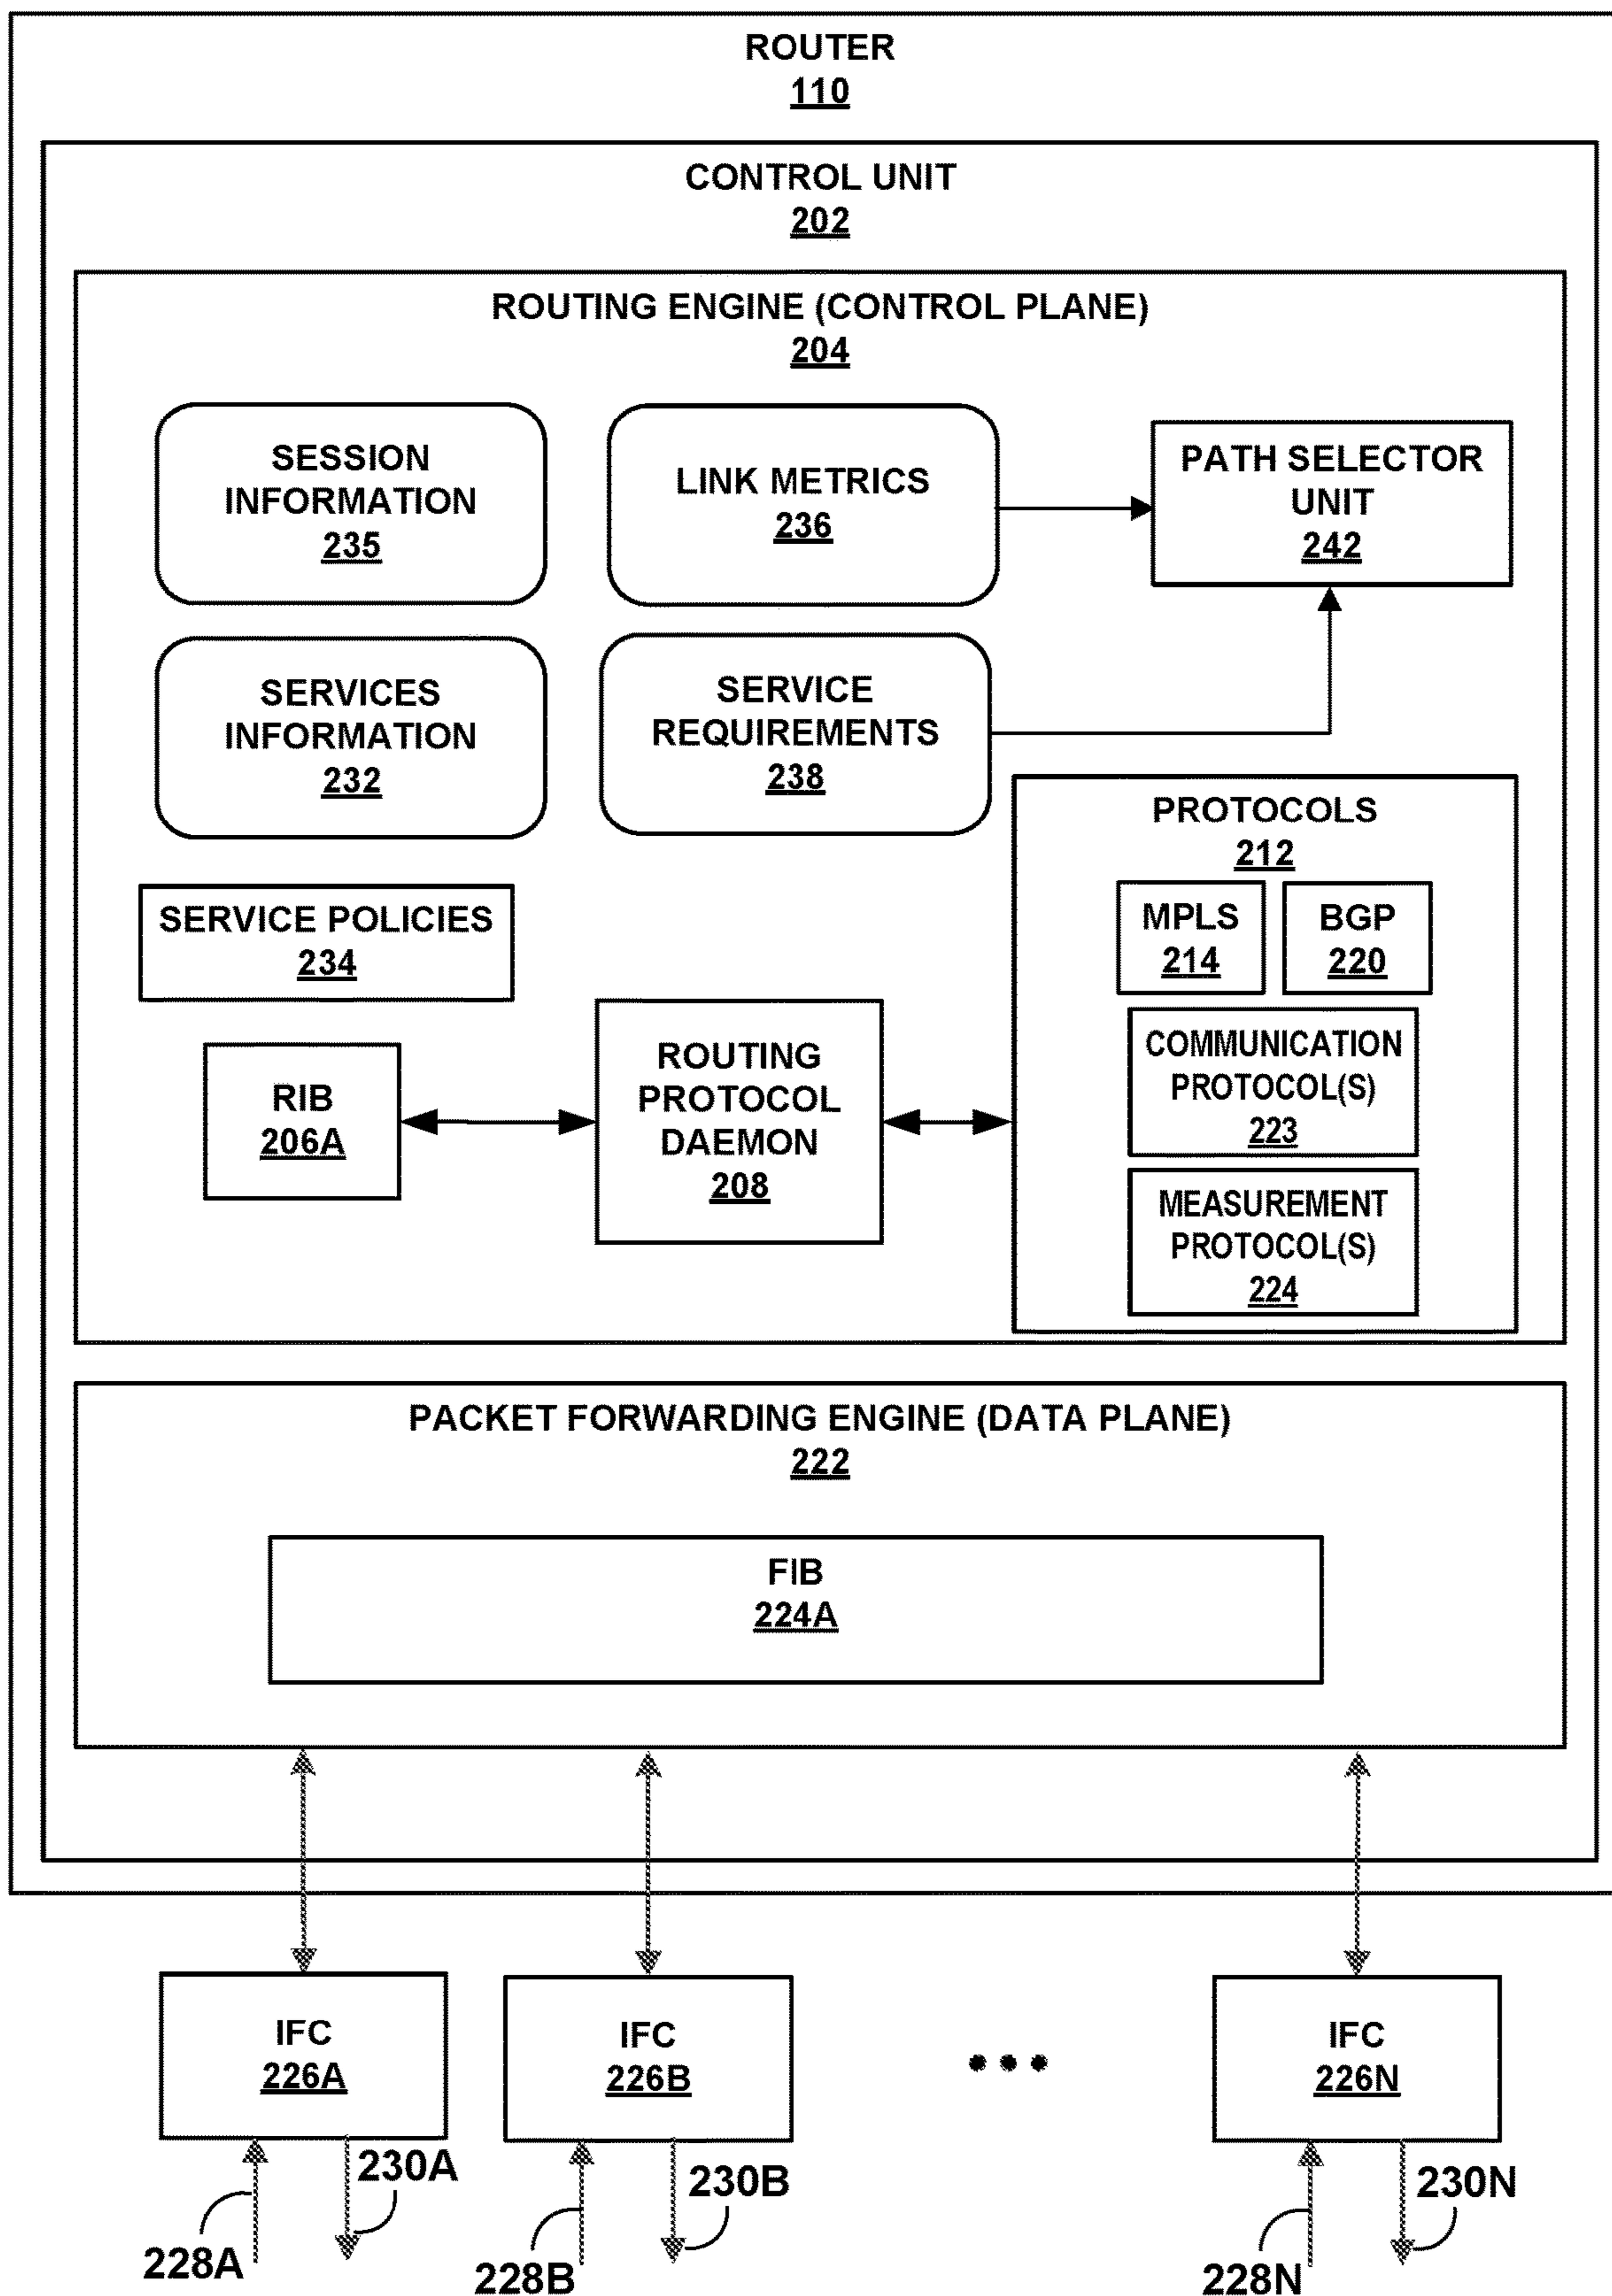 ROUTER
110
CONTROL UNIT
202
ROUTING ENGINE (CONTROL PLANE)
204
SESSION
INFORMATION
235
LINK METRICS
236
PATH SELECTOR
UNIT
242
SERVICES
INFORMATION
232
SERVICE
REQUIREMENTS
238
PROTOCOLS
212
MPLS
214
BGP
220
COMMUNICATION
PROTOCOL(S)
223
MEASUREMENT
PROTOCOL(S)
224
SERVICE POLICIES
234
RIB
206A
ROUTING
PROTOCOL
DAEMON
208
PACKET FORWARDING ENGINE (DATA PLANE)
222
FIB
224A
IFC
226A
IFC
226B
IFC
226N
228A
230A
228B
230B
228N
230N